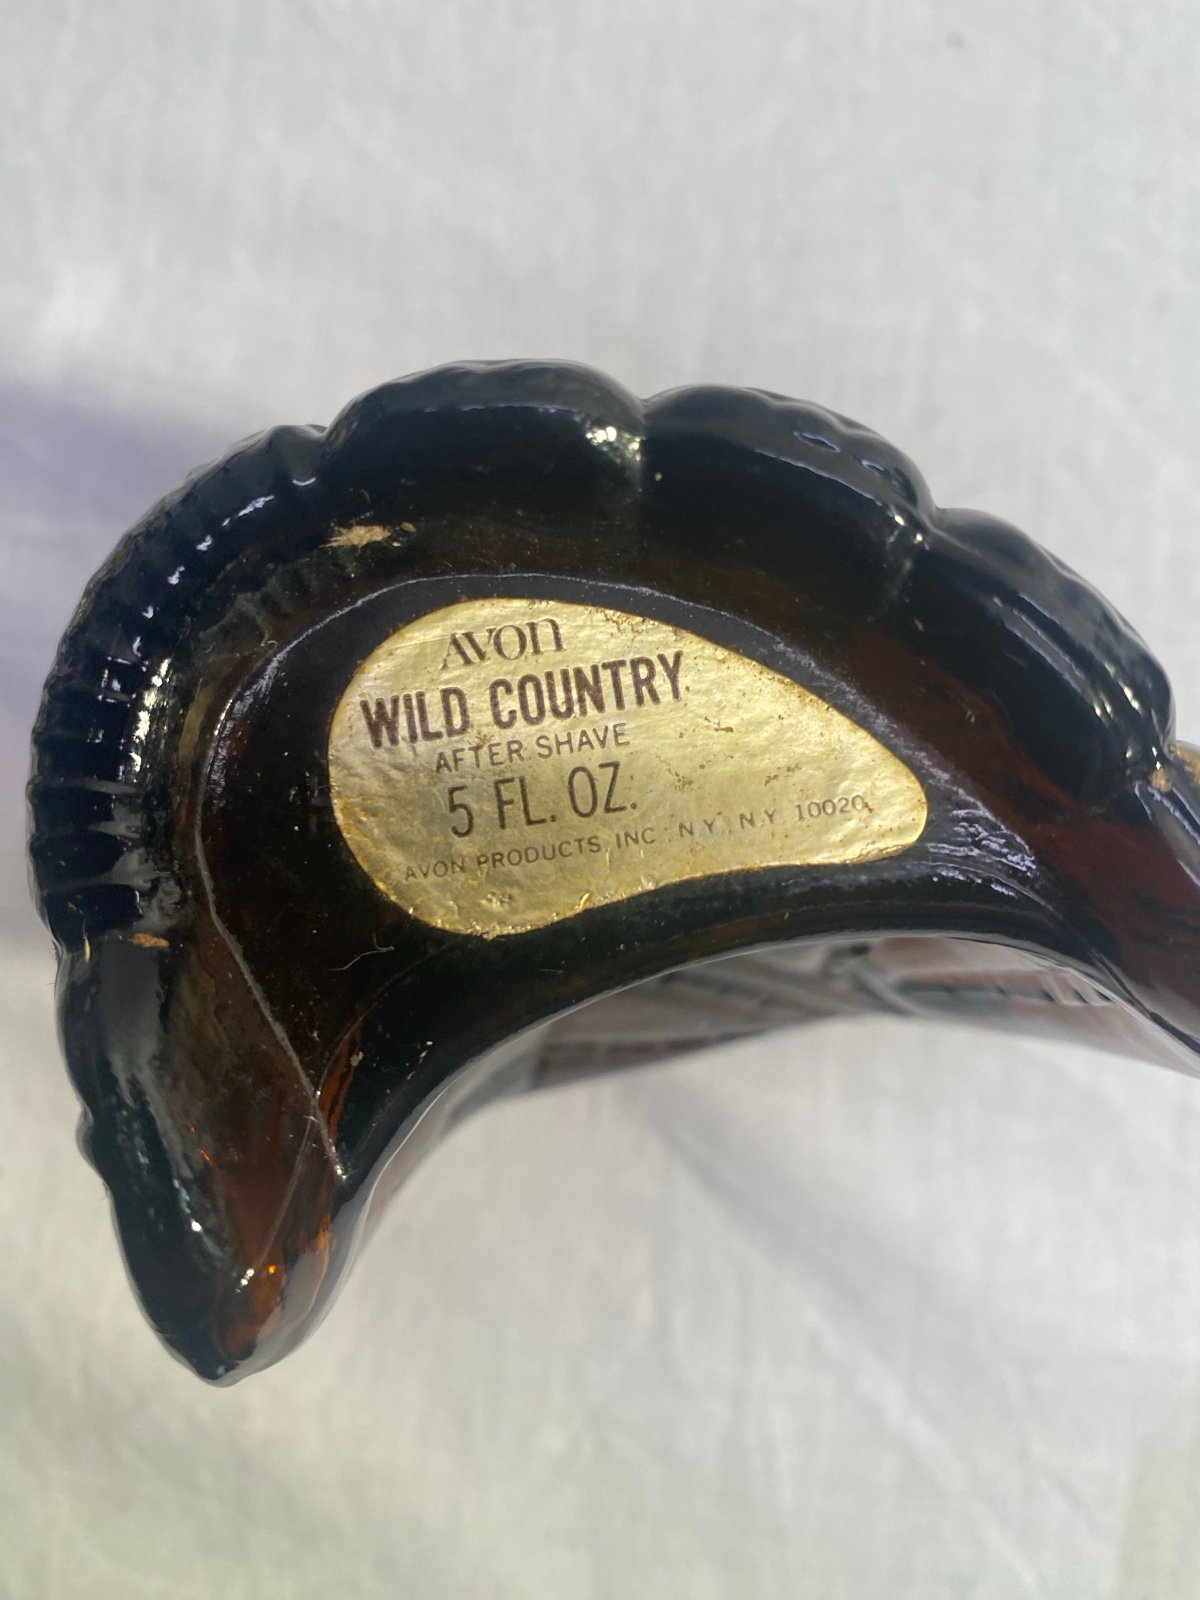 AVON
WILD COUNTRY
AFTER SHAVE
5 FL. OZ.
AVON PRODUCTS, INC. N.Y., N.Y. 10020